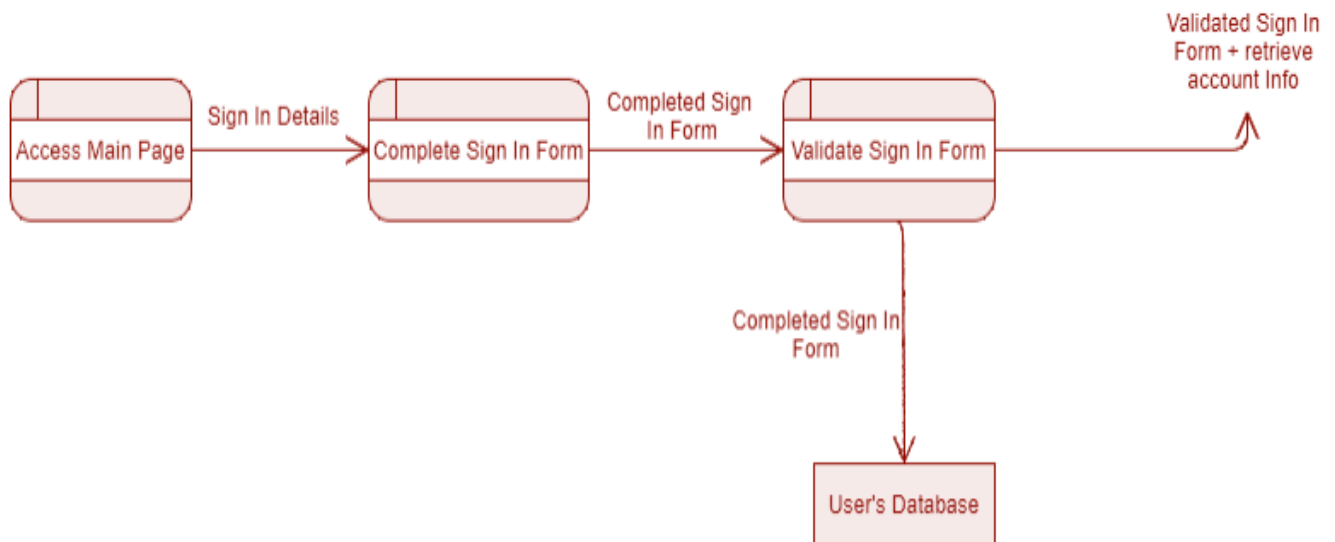 Validated Sign In
Form + retrieve
account Info
Access Main Page
Sign In Details
Complete Sign In Form
Completed Sign
In Form
Validate Sign In Form
Completed Sign In
Form
User's Database